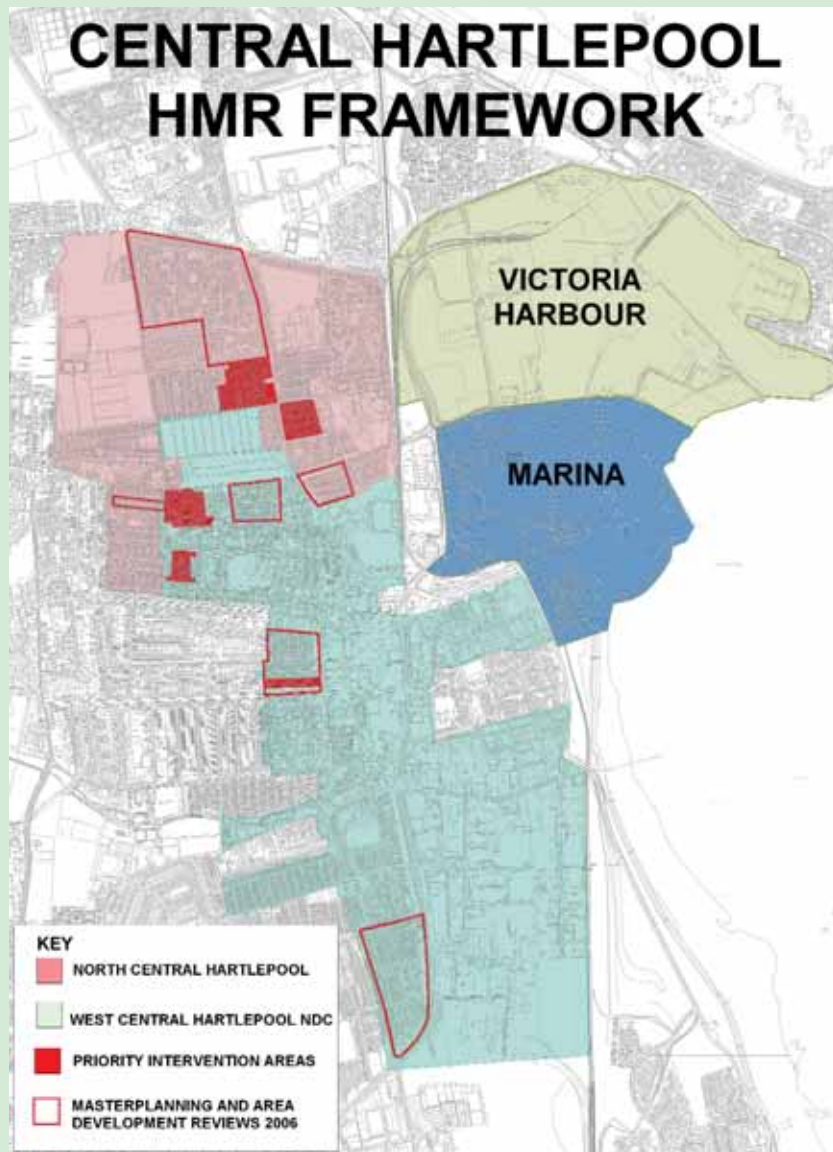 CENTRAL HARTLEPOOL
HMR FRAMEWORK
VICTORIA
HARBOUR
MARINA
KEY
NORTH CENTRAL HARTLEPOOL
WEST CENTRAL HARTLEPOOL NDC
PRIORITY INTERVENTION AREAS
MASTERPLANNING AND AREA
DEVELOPMENT REVIEWS 2006